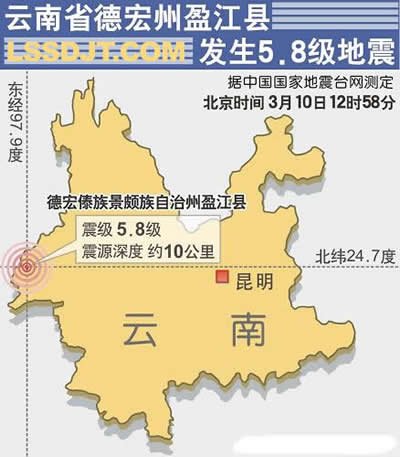 云南省德宏州盈江县
LSSDJT.COM 发生5.8级地震
据中国国家地震台网测定
北京时间 3月10日12时58分
东经97.9度
德宏傣族景颇族自治州盈江县
震级 5.8级
震源深度 约10公里
北纬24.7度
昆明
云 南